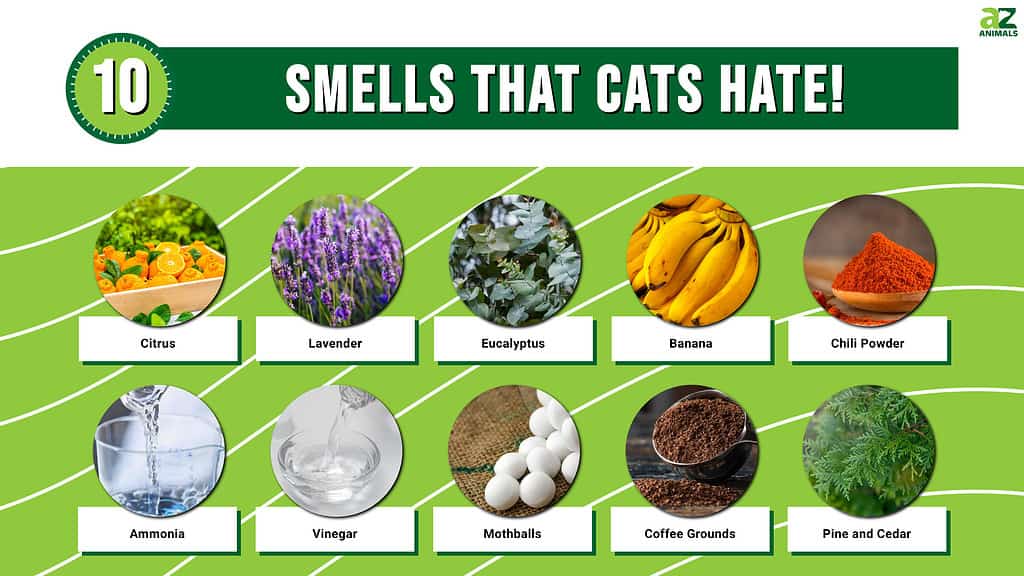 az
ANIMALS
10
SMELLS THAT CATS HATE!
Citrus
Lavender
Eucalyptus
Banana
Chili Powder
Ammonia
Vinegar
Mothballs
Coffee Grounds
Pine and Cedar